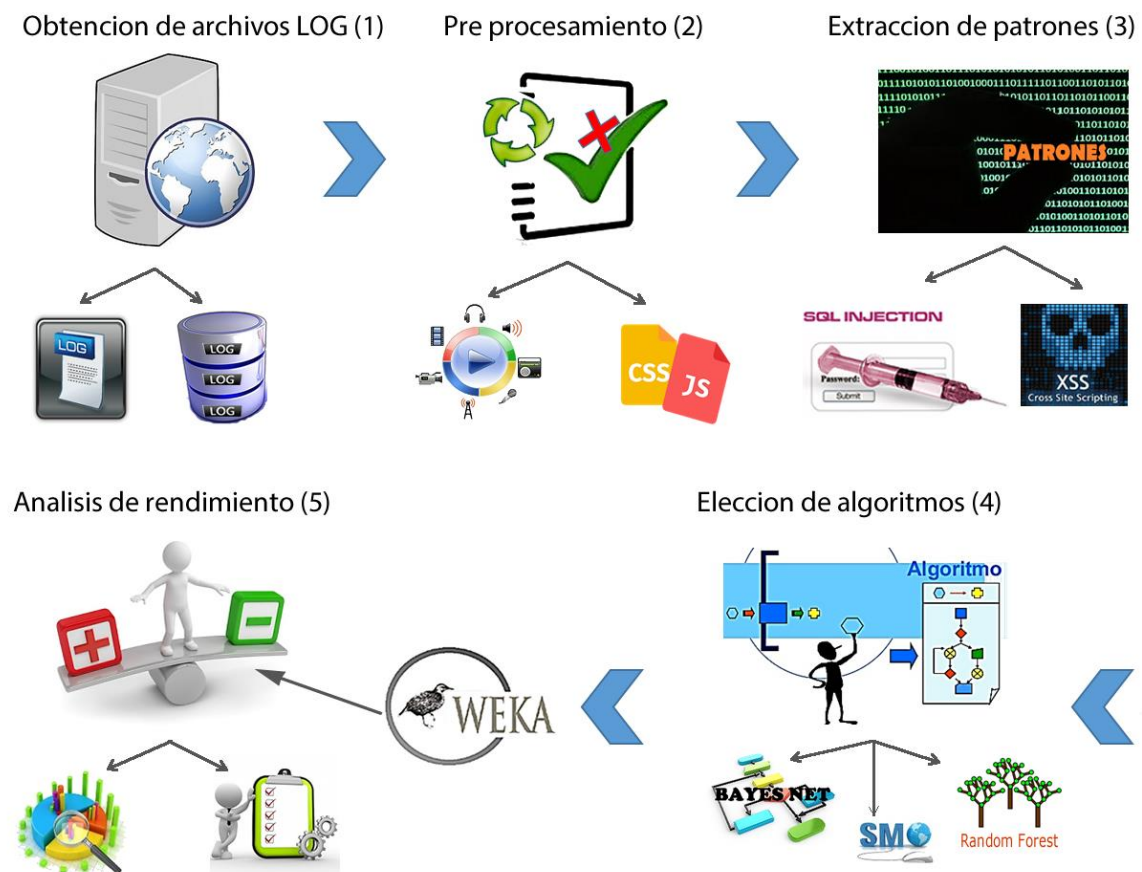 Obtencion de archivos LOG (1)
Pre procesamiento (2)
Extraccion de patrones (3)
PATRONES
LOG
LOG
LOG
LOG
CSS
JS
SQL INJECTION
Password:
Submit
XSS
Cross Site Scripting
Analisis de rendimiento (5)
Eleccion de algoritmos (4)
Algoritmo
WEKA
BAYES NET
SMO
Random Forest